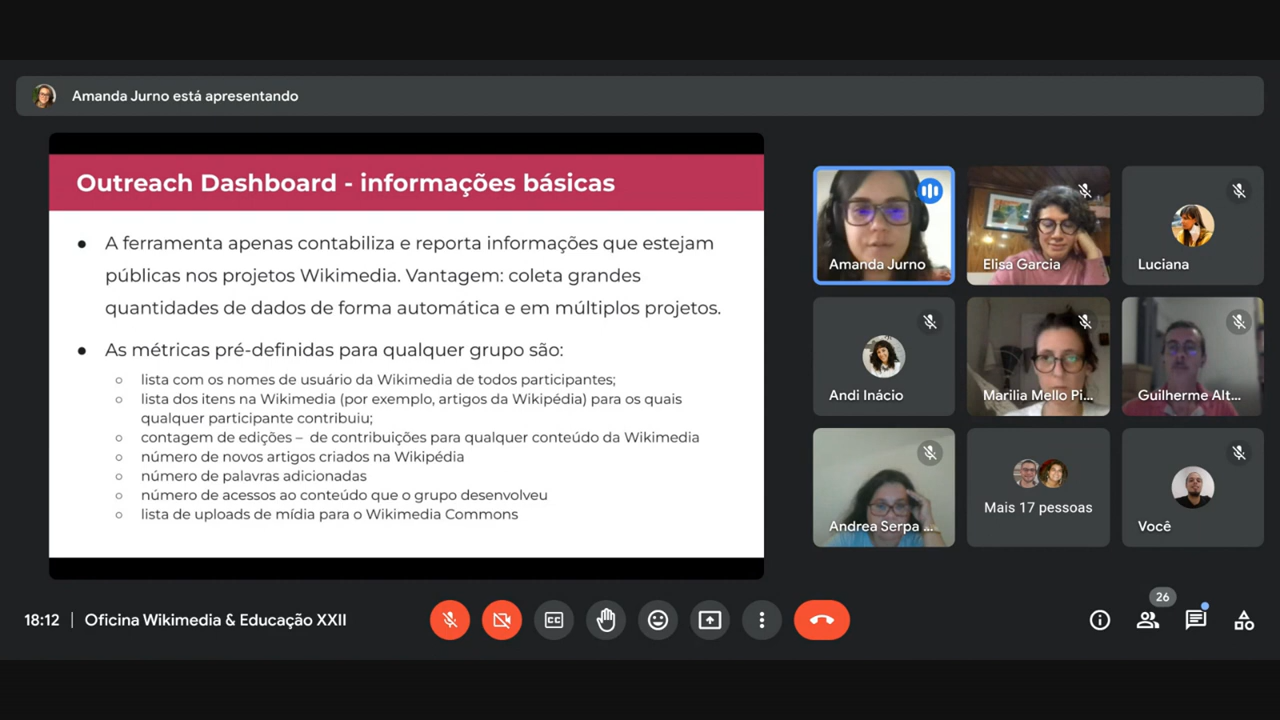 Amanda Jurno está apresentando
Outreach Dashboard - informações básicas
● A ferramenta apenas contabiliza e reporta informações que estejam
públicas nos projetos Wikimedia. Vantagem: coleta grandes
quantidades de dados de forma automática e em múltiplos projetos.
● As métricas pré-definidas para qualquer grupo são:
○ lista com os nomes de usuário da Wikimedia de todos participantes;
○ lista dos itens na Wikimedia (por exemplo, artigos da Wikipédia) para os quais
qualquer participante contribuiu;
○ contagem de edições – de contribuições para qualquer conteúdo da Wikimedia
○ número de novos artigos criados na Wikipédia
○ número de palavras adicionadas
○ número de acessos ao conteúdo que o grupo desenvolveu
○ lista de uploads de mídia para o Wikimedia Commons
Amanda Jurno
Elisa Garcia
Luciana
Andi Inácio
Marilia Mello Pi...
Guilherme Alt...
Andrea Serpa ...
Mais 17 pessoas
Você
18:12 | Oficina Wikimedia & Educação XXII
CC
26